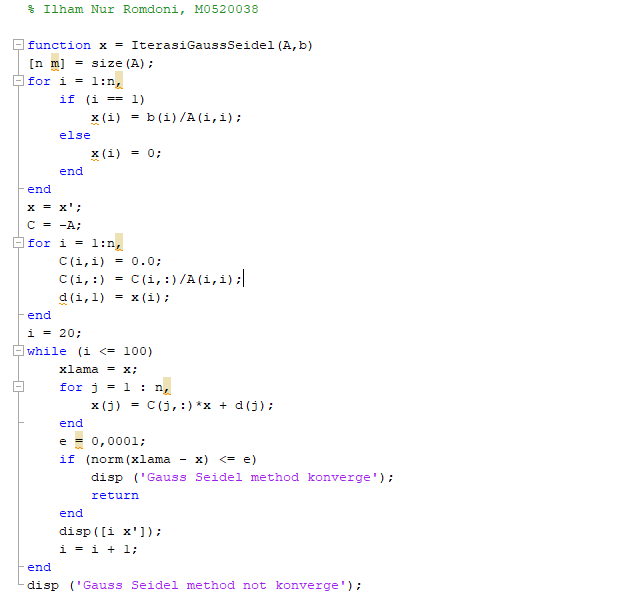 % Ilham Nur Romdoni, M0520038
function x = IterasiGaussSeidel(A,b)
[n m] = size(A);
for i = 1:n,
if (i == 1)
x(i) = b(i)/A(i,i);
else
x(i) = 0;
end
end
x = x';
C = -A;
for i = 1:n,
C(i,i) = 0.0;
C(i,:) = C(i,:)/A(i,i);
d(i,1) = x(i);
end
i = 20;
while (i <= 100)
xlama = x;
for j = 1 : n,
x(j) = C(j,:)*x + d(j);
end
e = 0,0001;
if (norm(xlama - x) <= e)
disp ('Gauss Seidel method konverge');
return
end
disp([i x']);
i = i + 1;
end
disp ('Gauss Seidel method not konverge');